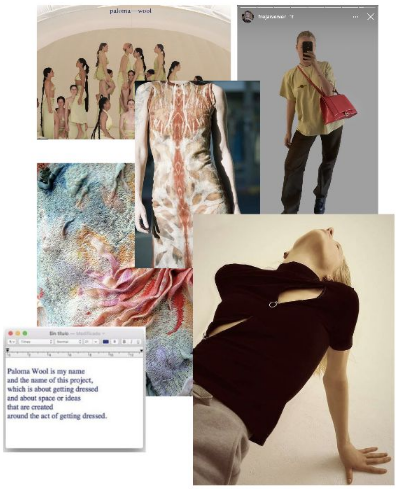 paloma wool
Paloma Wool is my name
and the name of this project,
which is about getting dressed
and about space or ideas
that are created
around the act of getting dressed.